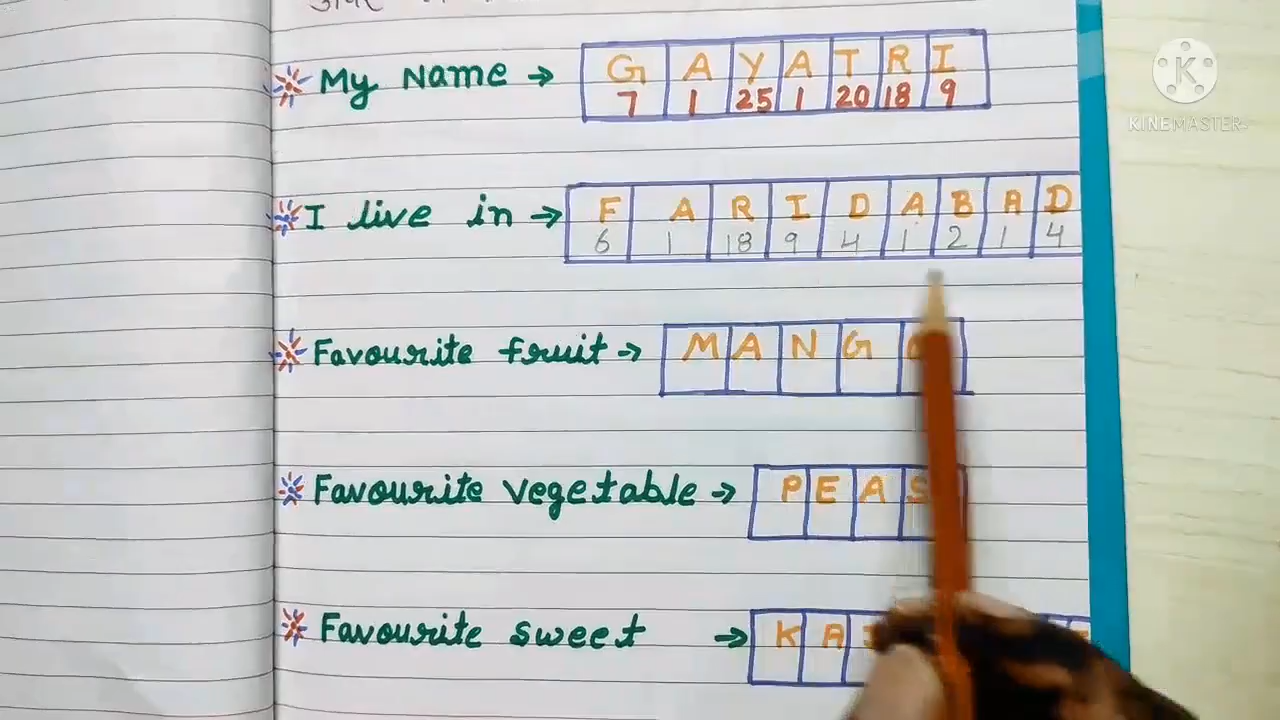 My Name → G A Y A T R I
7 1 25 1 20 18 9
I live in → F A R I D A B A D
6 1 18 9 4 1 2 1 4
Favourite fruit → M A N G
Favourite vegetable → P E A S
Favourite sweet → K A
K
KINEMASTER